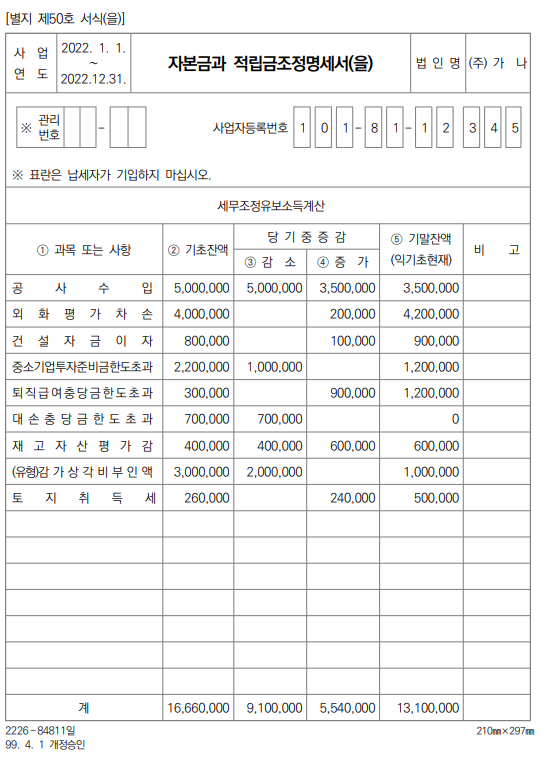 [별지 제50호 서식(을)]
사 업 연 도
2022. 1. 1. ~ 2022.12.31.
자본금과 적립금조정명세서(을)
법 인 명
(주) 가 나
※ 관리 번호 -
사업자등록번호 1 0 1 - 8 1 - 1 2 3 4 5
※ 표란은 납세자가 기입하지 마십시오.
세무조정유보소득계산
① 과목 또는 사항 ② 기초잔액 당 기 중 증 감 ⑤ 기말잔액 (익기초현재) 비 고
③ 감 소 ④ 증 가
공 사 수 입 5,000,000 5,000,000 3,500,000 3,500,000
외 화 평 가 차 손 4,000,000 200,000 4,200,000
건 설 자 금 이 자 800,000 100,000 900,000
중소기업투자준비금한도초과 2,200,000 1,000,000 1,200,000
퇴직급여충당금한도초과 300,000 900,000 1,200,000
대손충당금한도초과 700,000 700,000 0
재 고 자 산 평 가 감 400,000 400,000 600,000 600,000
(유형)감가상각비부인액 3,000,000 2,000,000 1,000,000
토 지 취 득 세 260,000 240,000 500,000
계 16,660,000 9,100,000 5,540,000 13,100,000
2226-84811일
210㎜×297㎜
99. 4. 1 개정승인